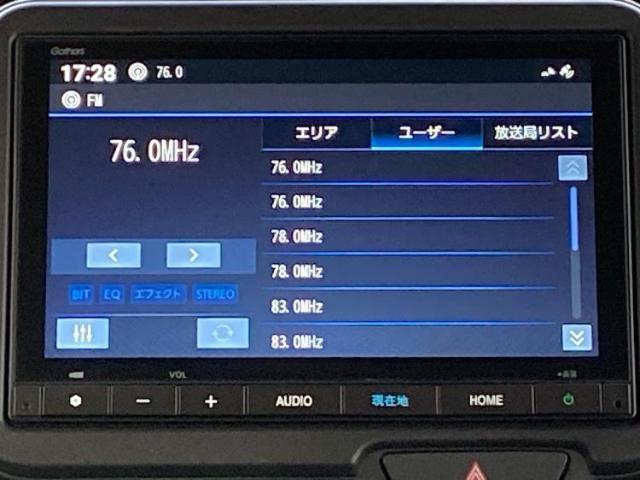 Gathers
17:28 76.0
FM
76.0MHz
エリア ユーザー 放送局リスト
76.0MHz
76.0MHz
78.0MHz
78.0MHz
83.0MHz
83.0MHz
BIT EQ エフェクト STEREO
VOL
AUDIO 現在地 HOME